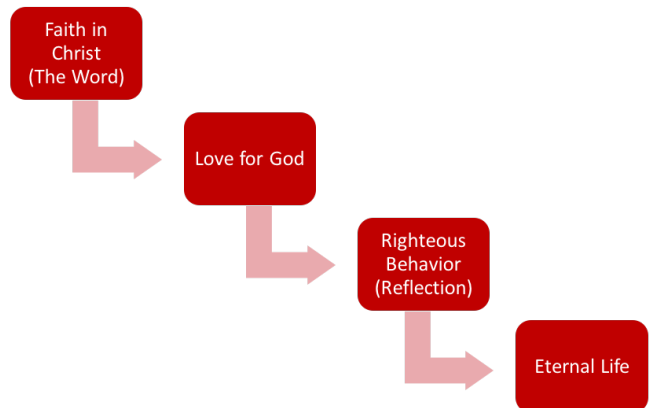 Faith in
Christ
(The Word)
Love for God
Righteous
Behavior
(Reflection)
Eternal Life